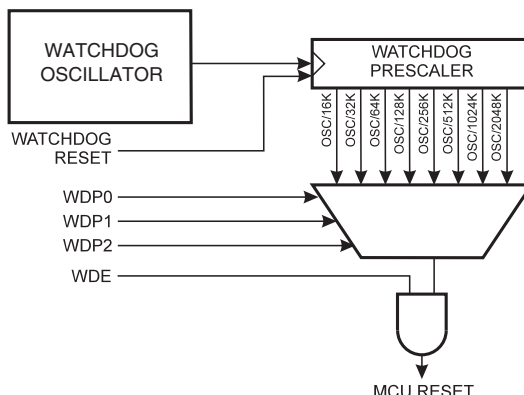 WATCHDOG
OSCILLATOR
WATCHDOG
PRESCALER
WATCHDOG
RESET
OSC/16K
OSC/32K
OSC/64K
OSC/128K
OSC/256K
OSC/512K
OSC/1024K
OSC/2048K
WDP0
WDP1
WDP2
WDE
MCU RESET